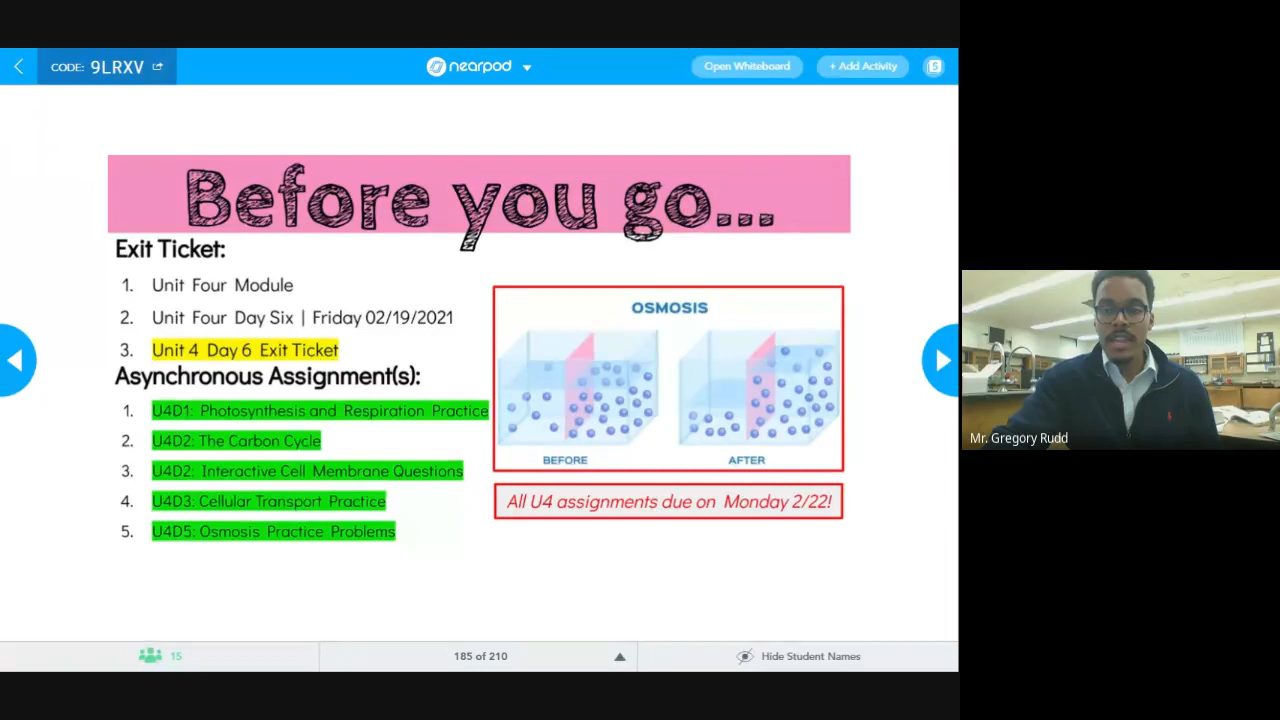 CODE: 9LRXV
nearpod
Open Whiteboard
+ Add Activity
5
Before you go...
Exit Ticket:
1. Unit Four Module
2. Unit Four Day Six | Friday 02/19/2021
3. Unit 4 Day 6 Exit Ticket
Asynchronous Assignment(s):
1. U4D1: Photosynthesis and Respiration Practice
2. U4D2: The Carbon Cycle
3. U4D2: Interactive Cell Membrane Questions
4. U4D3: Cellular Transport Practice
5. U4D5: Osmosis Practice Problems
OSMOSIS
BEFORE
AFTER
All U4 assignments due on Monday 2/22!
Mr. Gregory Rudd
15
185 of 210
Hide Student Names